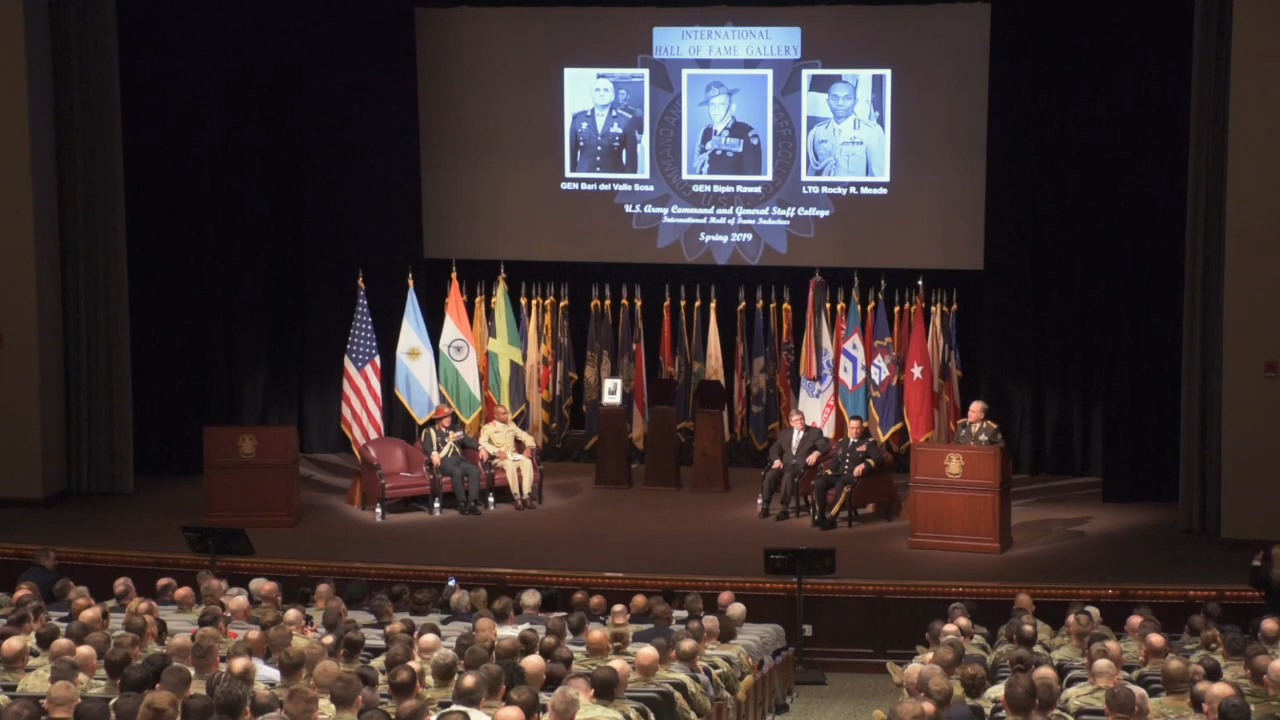 INTERNATIONAL
HALL OF FAME GALLERY
GEN Bari del Valle Sosa
GEN Bipin Rawat
LTG Rocky R. Meade
U.S. Army Command and General Staff College
International Hall of Fame Inductees
Spring 2019